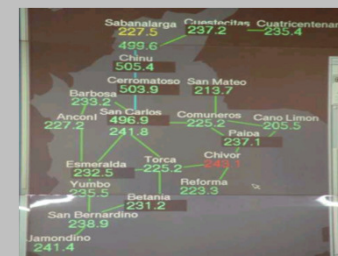 Sabanalarga Cuestecitas Cuatricentenar
227.5 237.2 235.4
499.6
Chinu
505.4
Cerromatoso San Mateo
503.9 213.7
Barbosa
233.2
San Carlos Comuneros Cano Limon
AnconI 496.9 225.2 205.5
227.2 241.8 Paipa
237.1
Esmeralda Torca Chivor
232.5 225.2 243.1
Yumbo Reforma
235.5 223.3
Betania
231.2
San Bernardino
238.9
Jamondino
241.4